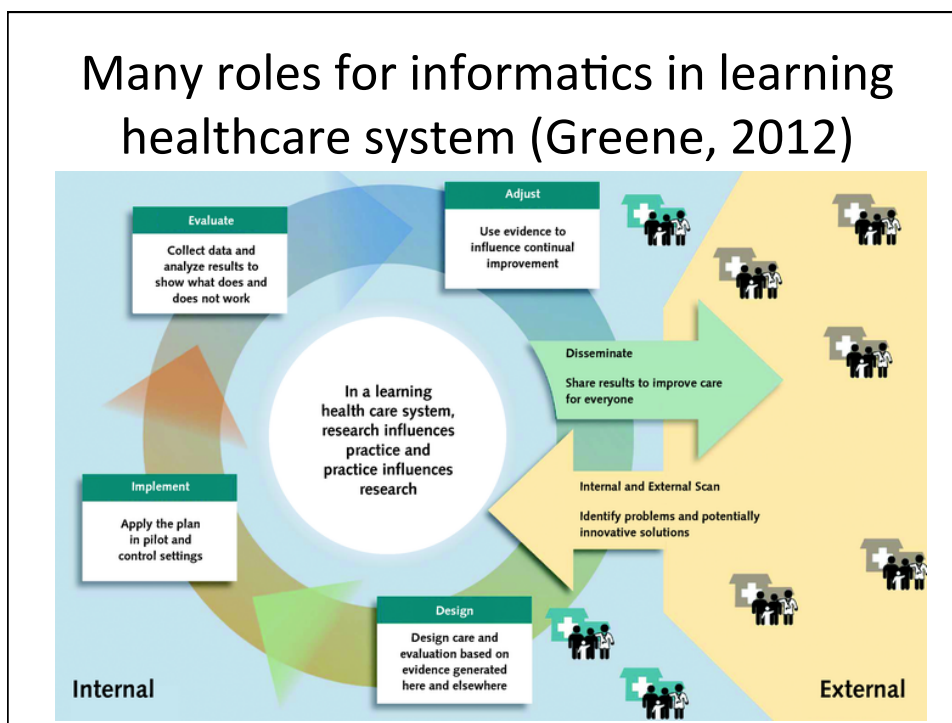 Many roles for informatics in learning
healthcare system (Greene, 2012)
Evaluate
Collect data and
analyze results to
show what does and
does not work
Adjust
Use evidence to
influence continual
improvement
Disseminate
Share results to improve care
for everyone
In a learning
health care system,
research influences
practice and
practice influences
research
Internal and External Scan
Identify problems and potentially
innovative solutions
Implement
Apply the plan
in pilot and
control settings
Design
Design care and
evaluation based on
evidence generated
here and elsewhere
Internal
External